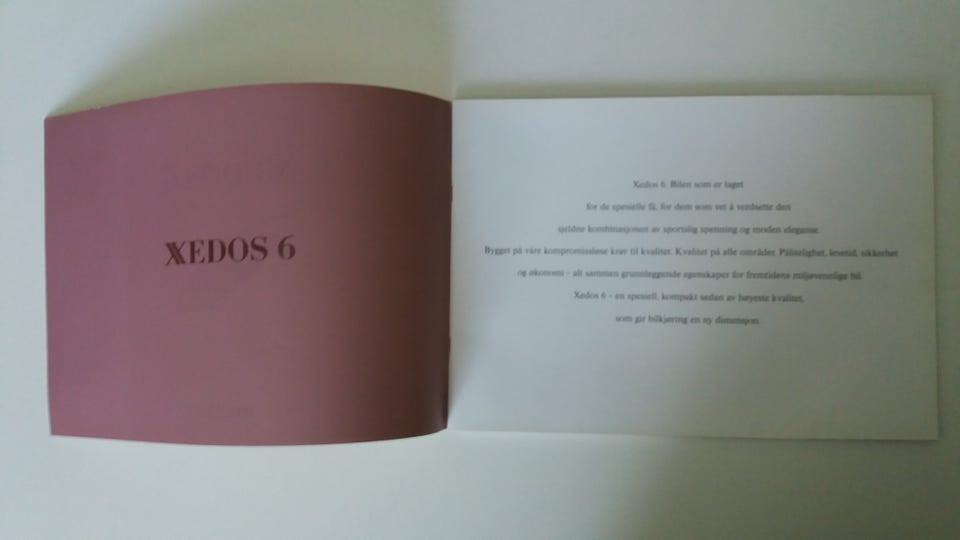 XEDOS 6
Xedos 6. Bilen som er laget
for de spesielle få, for dem som vet å verdsette den
sjeldne kombinasjonen av sportslig spenning og moden eleganse.
Bygget på våre kompromissløse krav til kvalitet. Kvalitet på alle områder. Pålitelighet, levetid, sikkerhet
og økonomi – alt sammen grunnleggende egenskaper for fremtidens miljøvennlige bil.
Xedos 6 – en spesiell, kompakt sedan av høyeste kvalitet,
som gir bilkjøring en ny dimensjon.